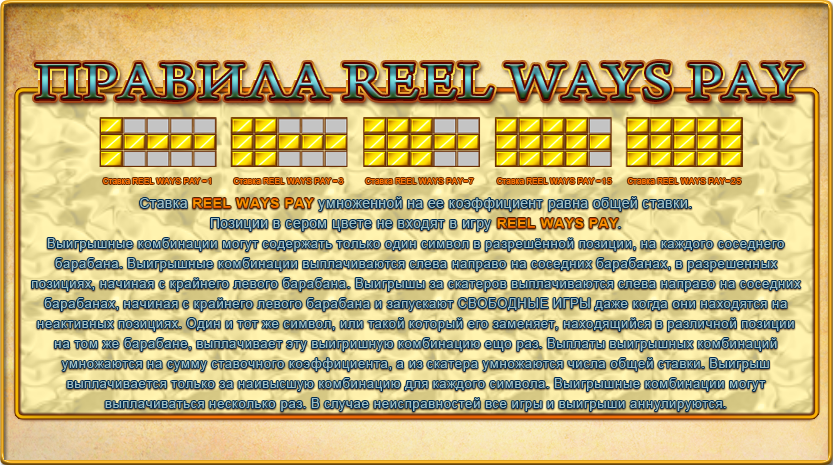 ПРАВИЛА REEL WAYS PAY
Ставка REEL WAYS PAY = 1 Ставка REEL WAYS PAY = 3 Ставка REEL WAYS PAY = 7 Ставка REEL WAYS PAY = 15 Ставка REEL WAYS PAY = 25
Ставка REEL WAYS PAY умноженной на ее коэффициент равна общей ставки.
Позиции в сером цвете не входят в игру REEL WAYS PAY.
Выигрышные комбинации могут содержать только один символ в разрешённой позиции, на каждого соседнего
барабана. Выигрышные комбинации выплачиваются слева направо на соседних барабанах, в разрешенных
позициях, начиная с крайнего левого барабана. Выигрышы за скатеров выплачиваются слева направо на соседних
барабанах, начиная с крайнего левого барабана и запускают СВОБОДНЫЕ ИГРЫ даже когда они находятся на
неактивных позициях. Один и тот же символ, или такой который его заменяет, находящийся в различной позиции
на том же барабане, выплачивает эту выигришную комбинацию ещо раз. Выплаты выигрышных комбинаций
умножаются на сумму ставочного коэффициента, а из скатера умножаются числа общей ставки. Выигрыш
выплачивается только за наивысшую комбинацию для каждого символа. Выигрышные комбинации могут
выплачиваться несколько раз. В случае неисправностей все игры и выигрыши аннулируются.